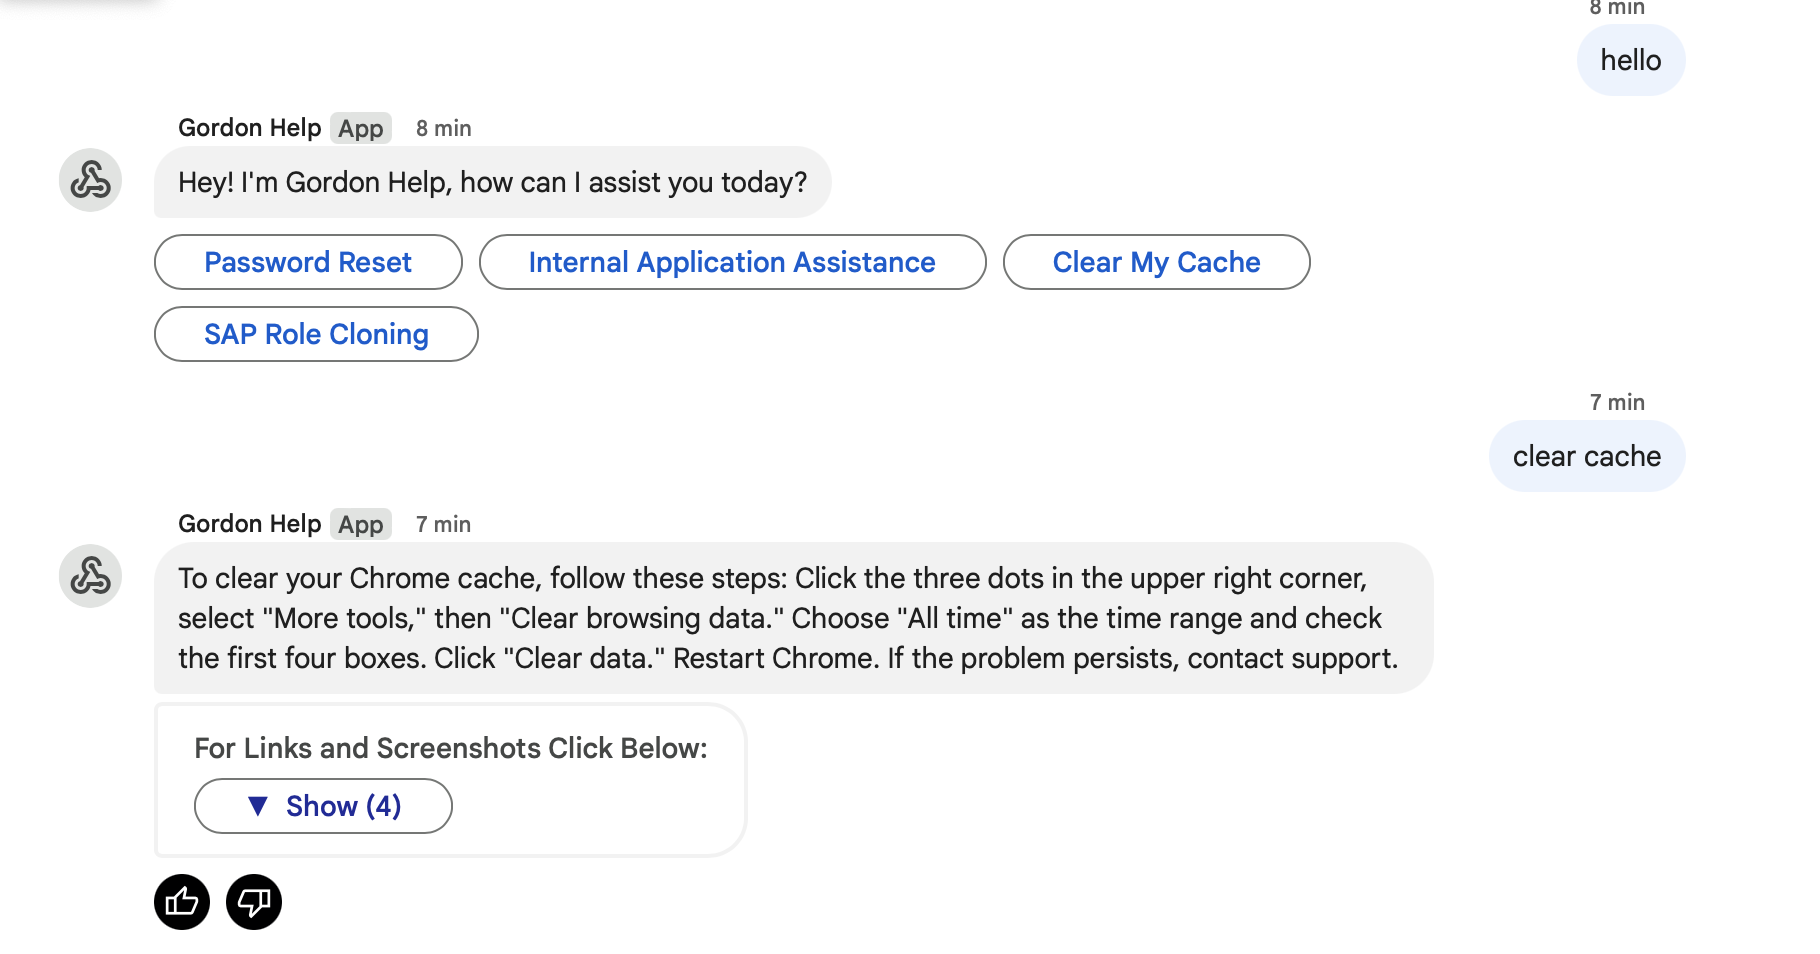 8 min
hello
Gordon Help App 8 min
Hey! I'm Gordon Help, how can I assist you today?
Password Reset Internal Application Assistance Clear My Cache
SAP Role Cloning
7 min
clear cache
Gordon Help App 7 min
To clear your Chrome cache, follow these steps: Click the three dots in the upper right corner,
select "More tools," then "Clear browsing data." Choose "All time" as the time range and check
the first four boxes. Click "Clear data." Restart Chrome. If the problem persists, contact support.
For Links and Screenshots Click Below:
▼ Show (4)